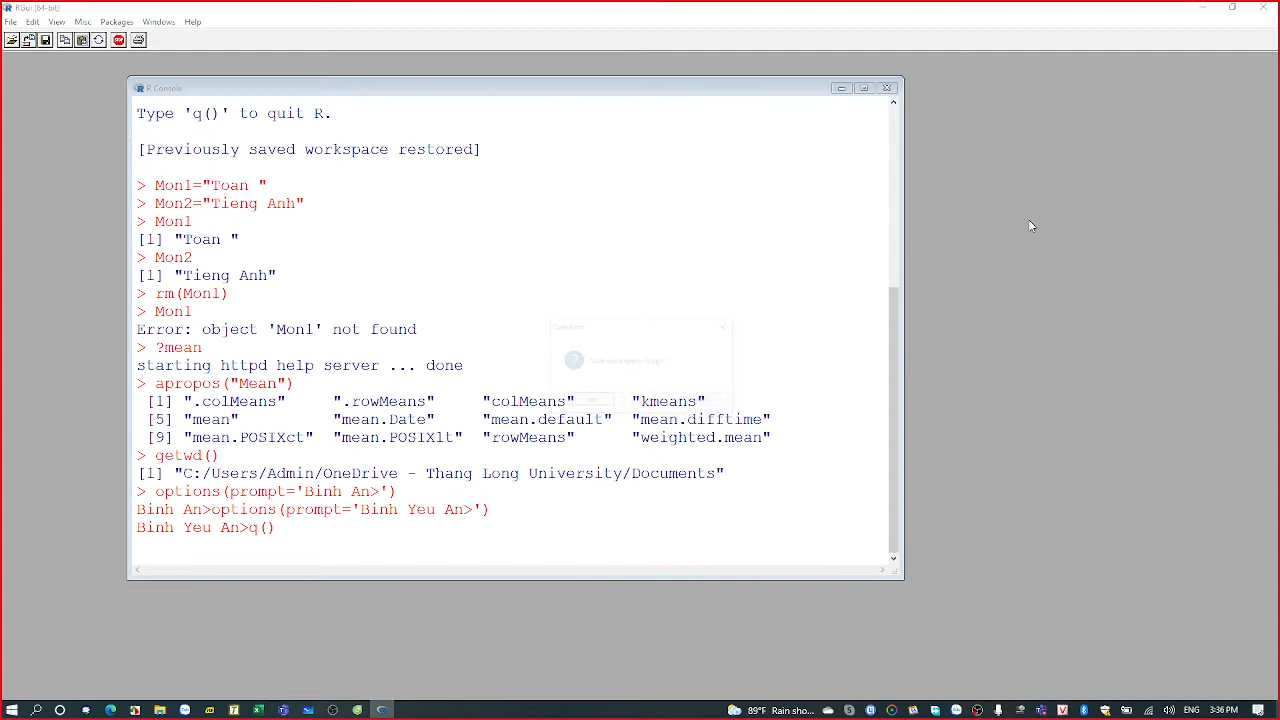 RGui (64-bit)
File Edit View Misc Packages Windows Help
R Console
Type 'q()' to quit R.
[Previously saved workspace restored]
> Mon1="Toan "
> Mon2="Tieng Anh"
> Mon1
[1] "Toan "
> Mon2
[1] "Tieng Anh"
> rm(Mon1)
> Mon1
Error: object 'Mon1' not found
> ?mean
starting httpd help server ... done
> apropos("Mean")
[1] ".colMeans" ".rowMeans" "colMeans" "kmeans"
[5] "mean" "mean.Date" "mean.default" "mean.difftime"
[9] "mean.POSIXct" "mean.POSIXlt" "rowMeans" "weighted.mean"
> getwd()
[1] "C:/Users/Admin/OneDrive - Thang Long University/Documents"
> options(prompt='Binh An>')
Binh An>options(prompt='Binh Yeu An>')
Binh Yeu An>q()
Question
Save workspace image?
89°F Rain sho... ENG 3:36 PM